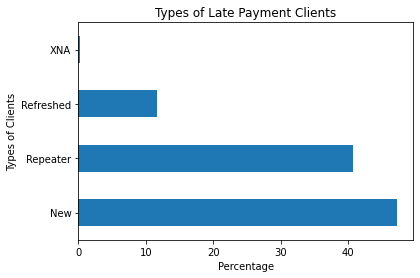 Types of Late Payment Clients
Types of Clients
XNA
Refreshed
Repeater
New
0 10 20 30 40
Percentage